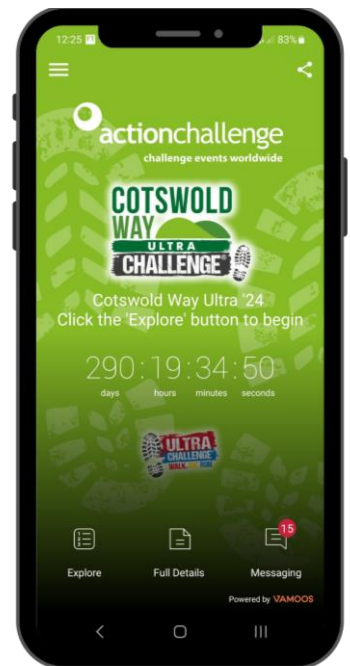 12:25
83%
actionchallenge
challenge events worldwide
COTSWOLD
WAY
ULTRA
CHALLENGE
Cotswold Way Ultra '24
Click the 'Explore' button to begin
290:19:34:50
days hours minutes seconds
ULTRA
CHALLENGE
15
Explore Full Details Messaging
Powered by VAMOOS